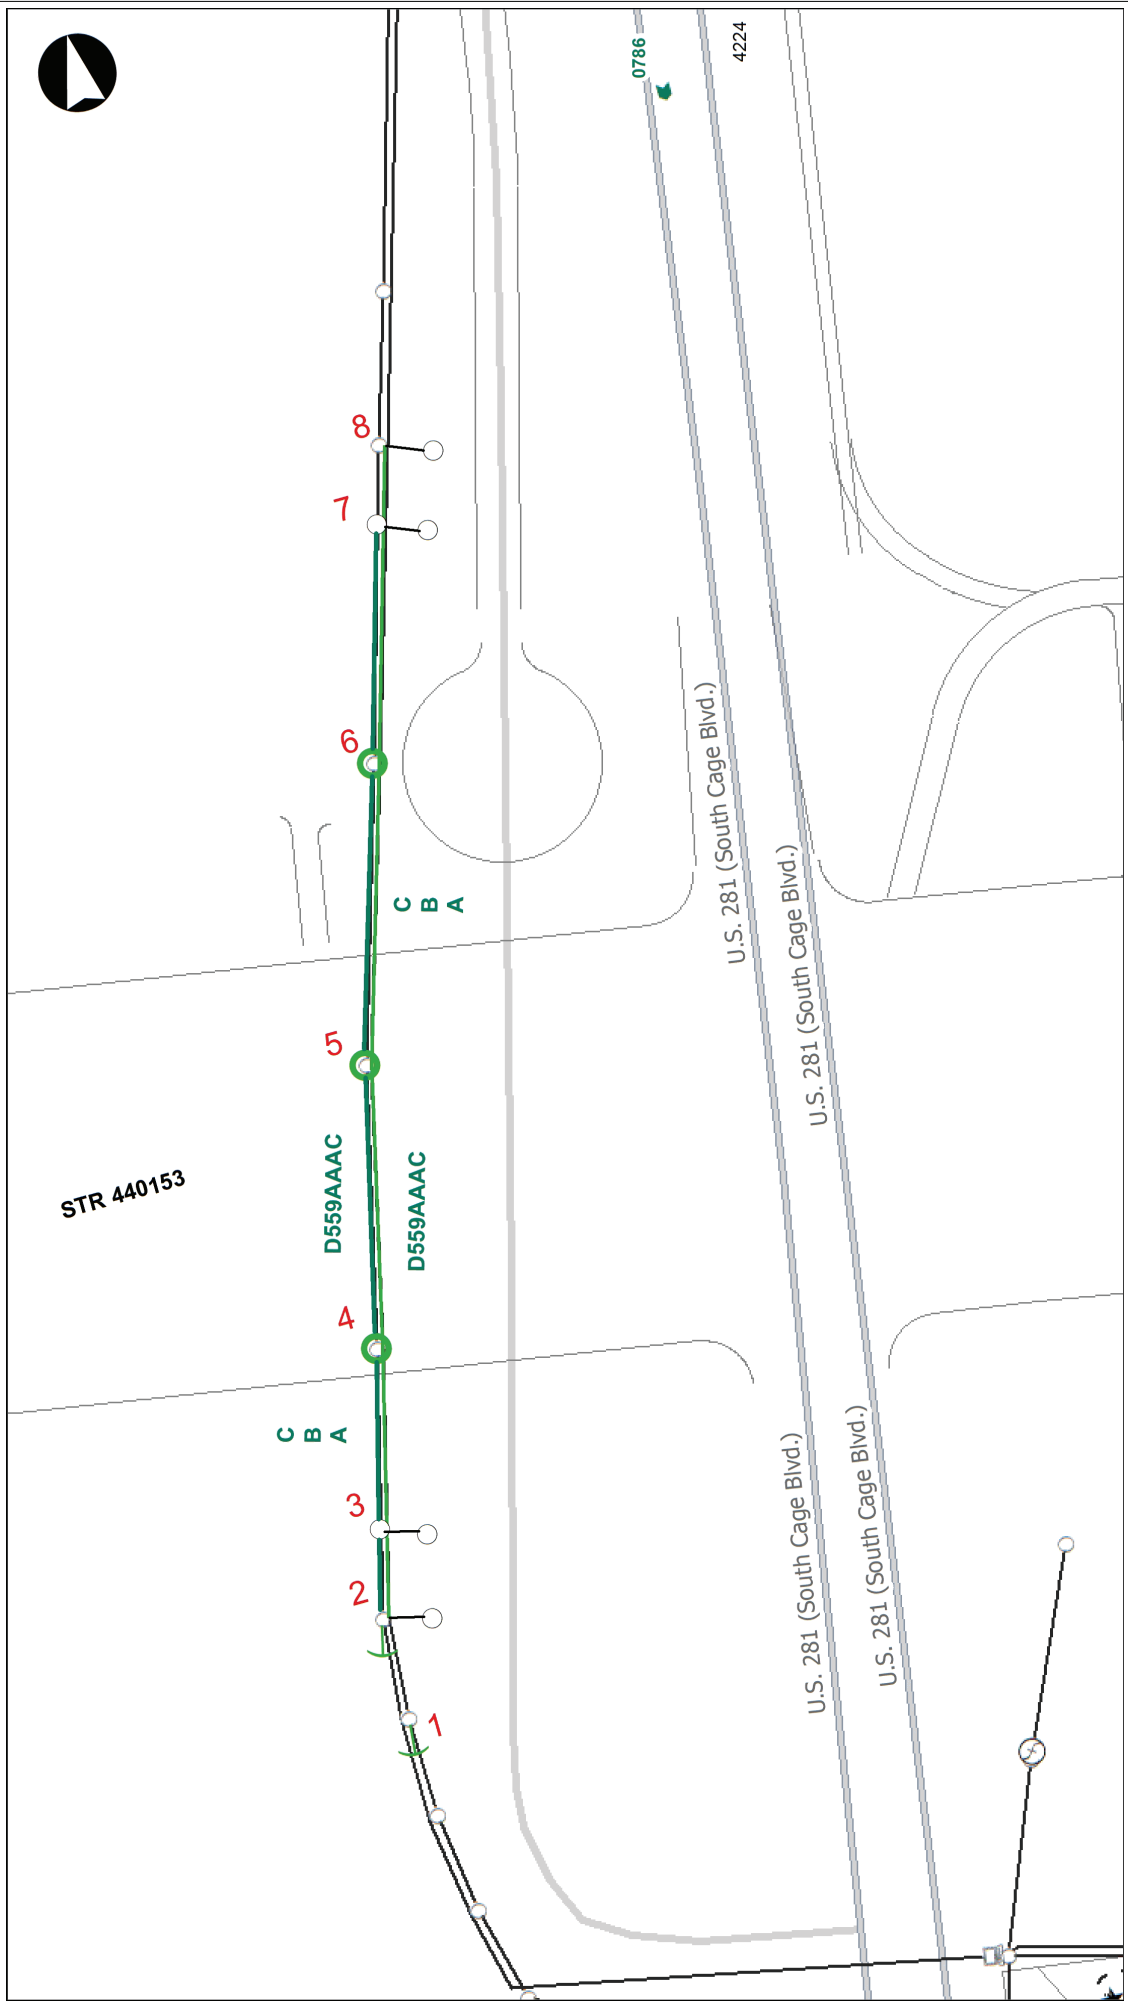 0786
4224
8
7
6
U.S. 281 (South Cage Blvd.)
U.S. 281 (South Cage Blvd.)
C
B
A
5
D559AAAC
D559AAAC
STR 440153
4
C
B
A
3
2
U.S. 281 (South Cage Blvd.)
U.S. 281 (South Cage Blvd.)
1